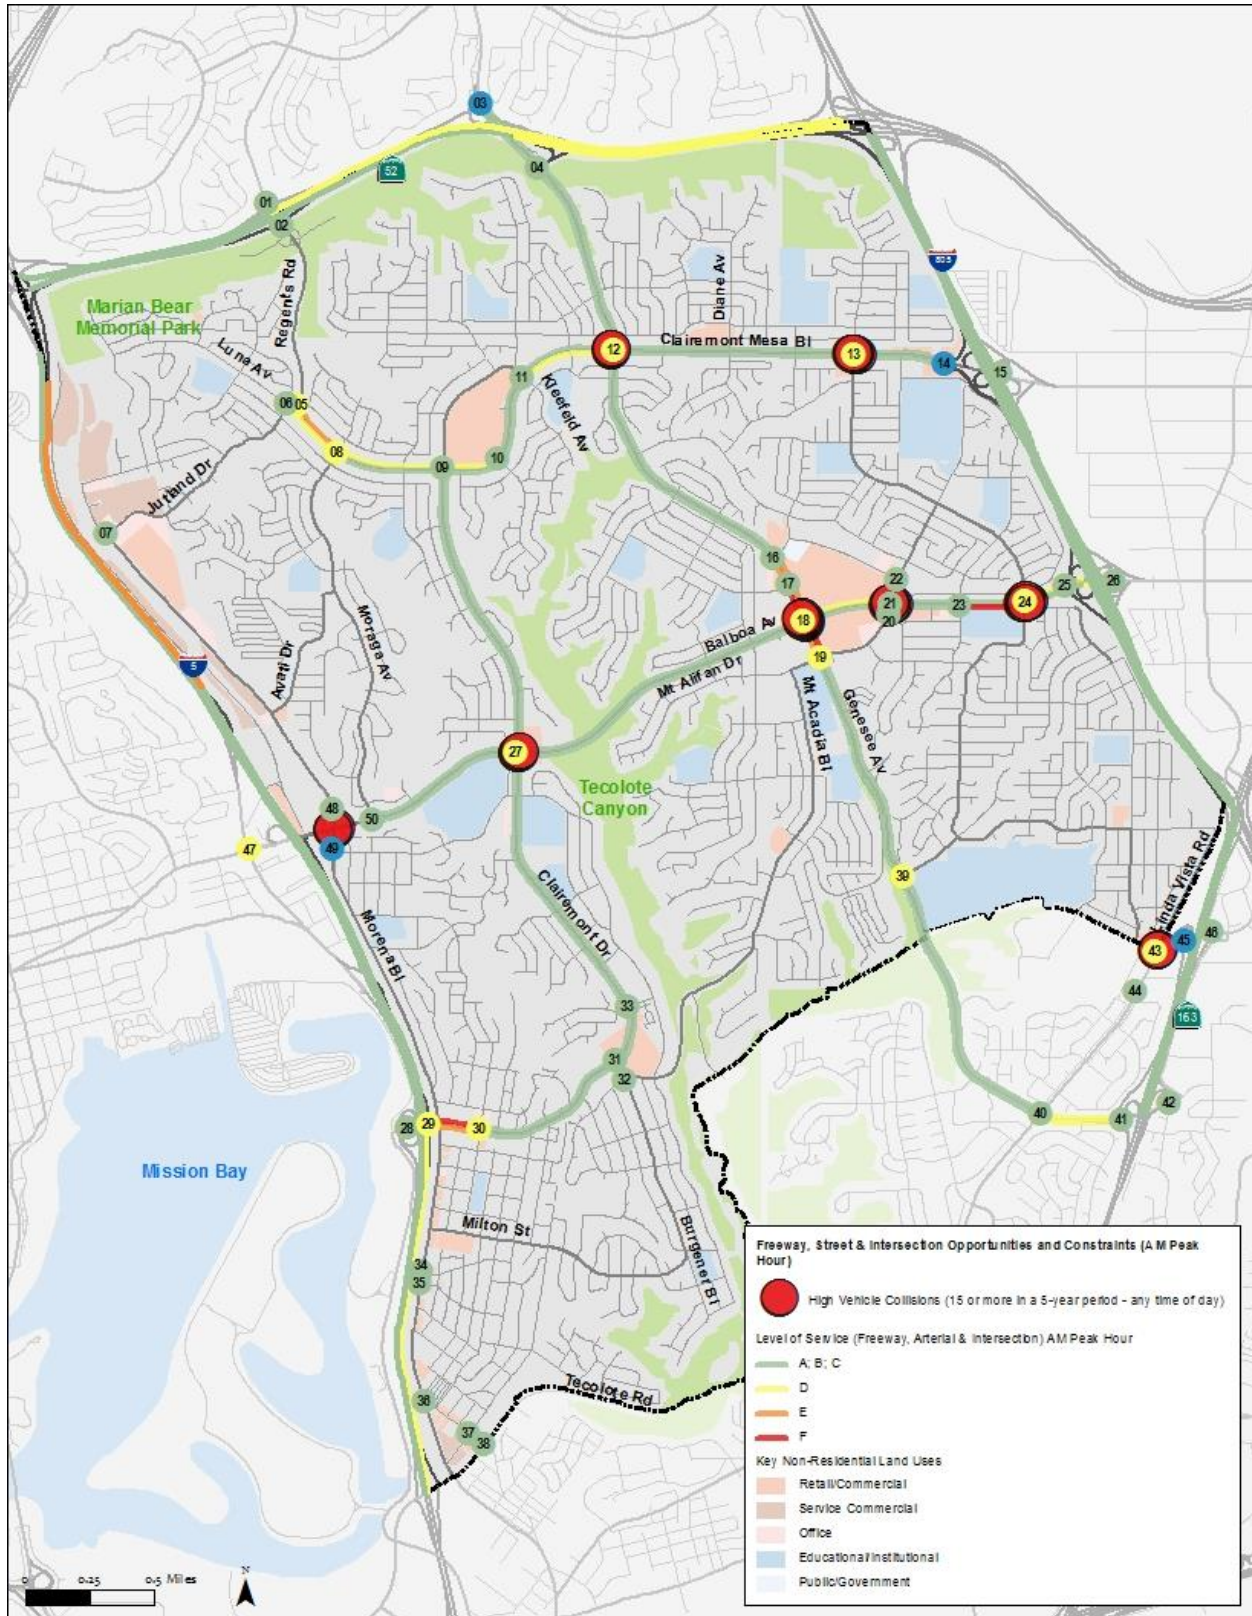 03
52
04
01
02
805
Marian Bear
Memorial Park
Regents Rd
Diane Av
Luna Av
Clairemont Mesa Bl
12
13
14
15
11
Kleefeld Av
06
05
08
09
10
Jutland Dr
07
16
17
22
25
26
21
23
24
20
18
Balboa Av
19
Mt Alifan Dr
Moraga Av
Avati Dr
5
Mt Acadia Bl
Genesee Av
27
Tecolote
Canyon
48
50
49
47
39
Clairemont Dr
Linda Vista Rd
Morena Bl
43
45
46
44
163
33
31
32
28
29
30
40
41
42
Mission Bay
Milton St
Burgener Bl
34
35
36
37
38
Tecolote Rd
Freeway, Street & Intersection Opportunities and Constraints (AM Peak
Hour)
High Vehicle Collisions (15 or more in a 5-year period - any time of day)
Level of Service (Freeway, Arterial & Intersection) AM Peak Hour
A; B; C
D
E
F
Key Non-Residential Land Uses
Retail/Commercial
Service Commercial
Office
Educational/Institutional
Public/Government
0 0.25 0.5 Miles
N